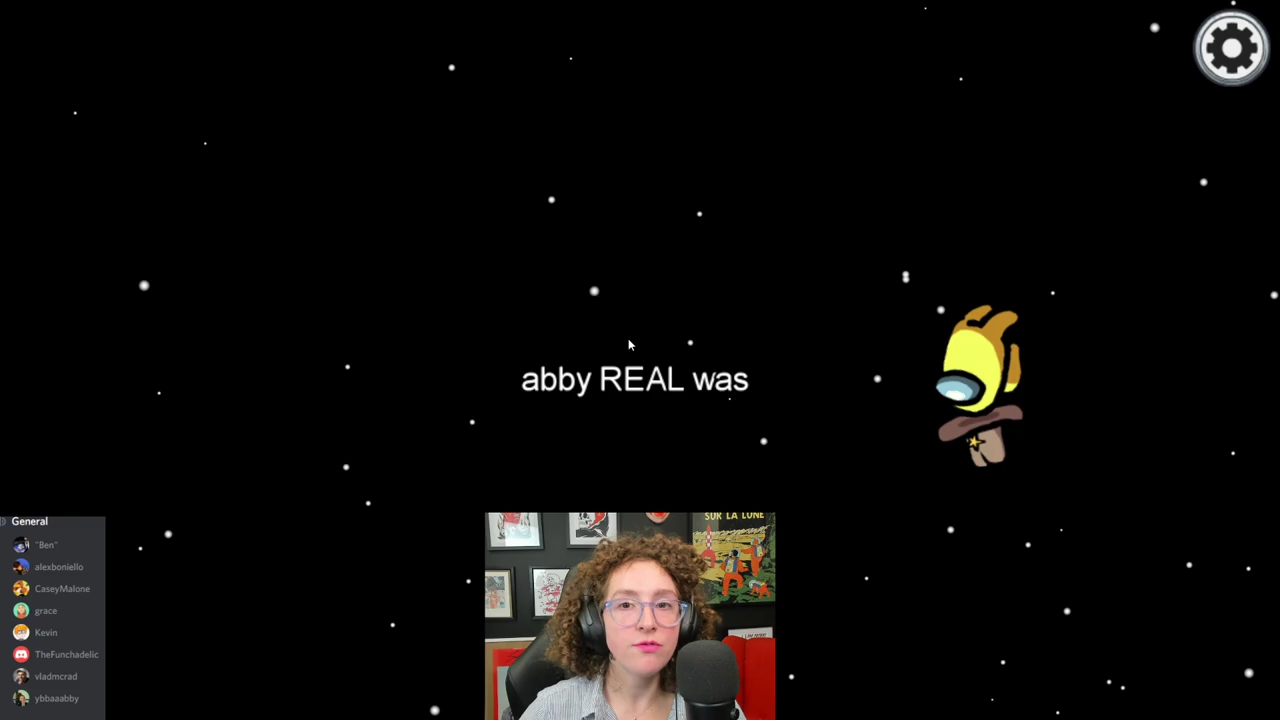 abby REAL was
General
"Ben"
alexboniello
CaseyMalone
grace
Kevin
TheFunchadelic
vladmcrad
ybbaaabby
SUR LA LUNE